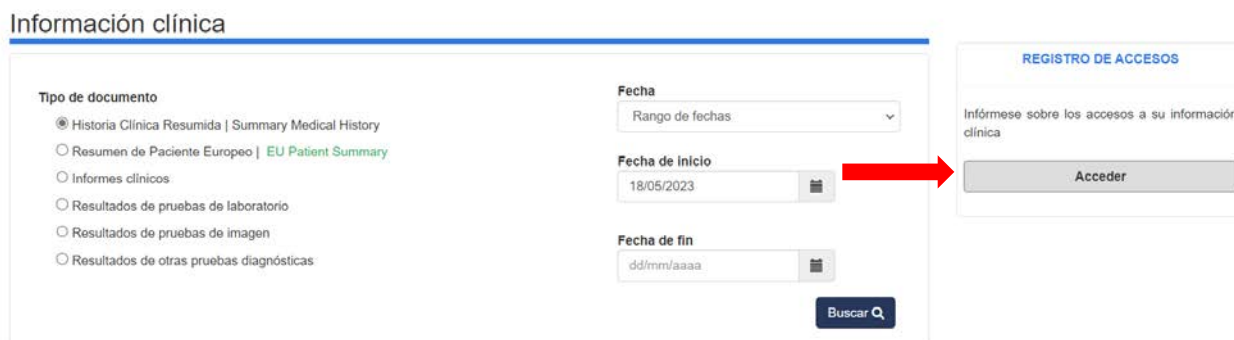 Información clínica
Tipo de documento
Historia Clínica Resumida | Summary Medical History
Resumen de Paciente Europeo | EU Patient Summary
Informes clínicos
Resultados de pruebas de laboratorio
Resultados de pruebas de imagen
Resultados de otras pruebas diagnósticas
Fecha
Rango de fechas
Fecha de inicio
18/05/2023
Fecha de fin
dd/mm/aaaa
Buscar
REGISTRO DE ACCESOS
Infórmese sobre los accesos a su información
clínica
Acceder